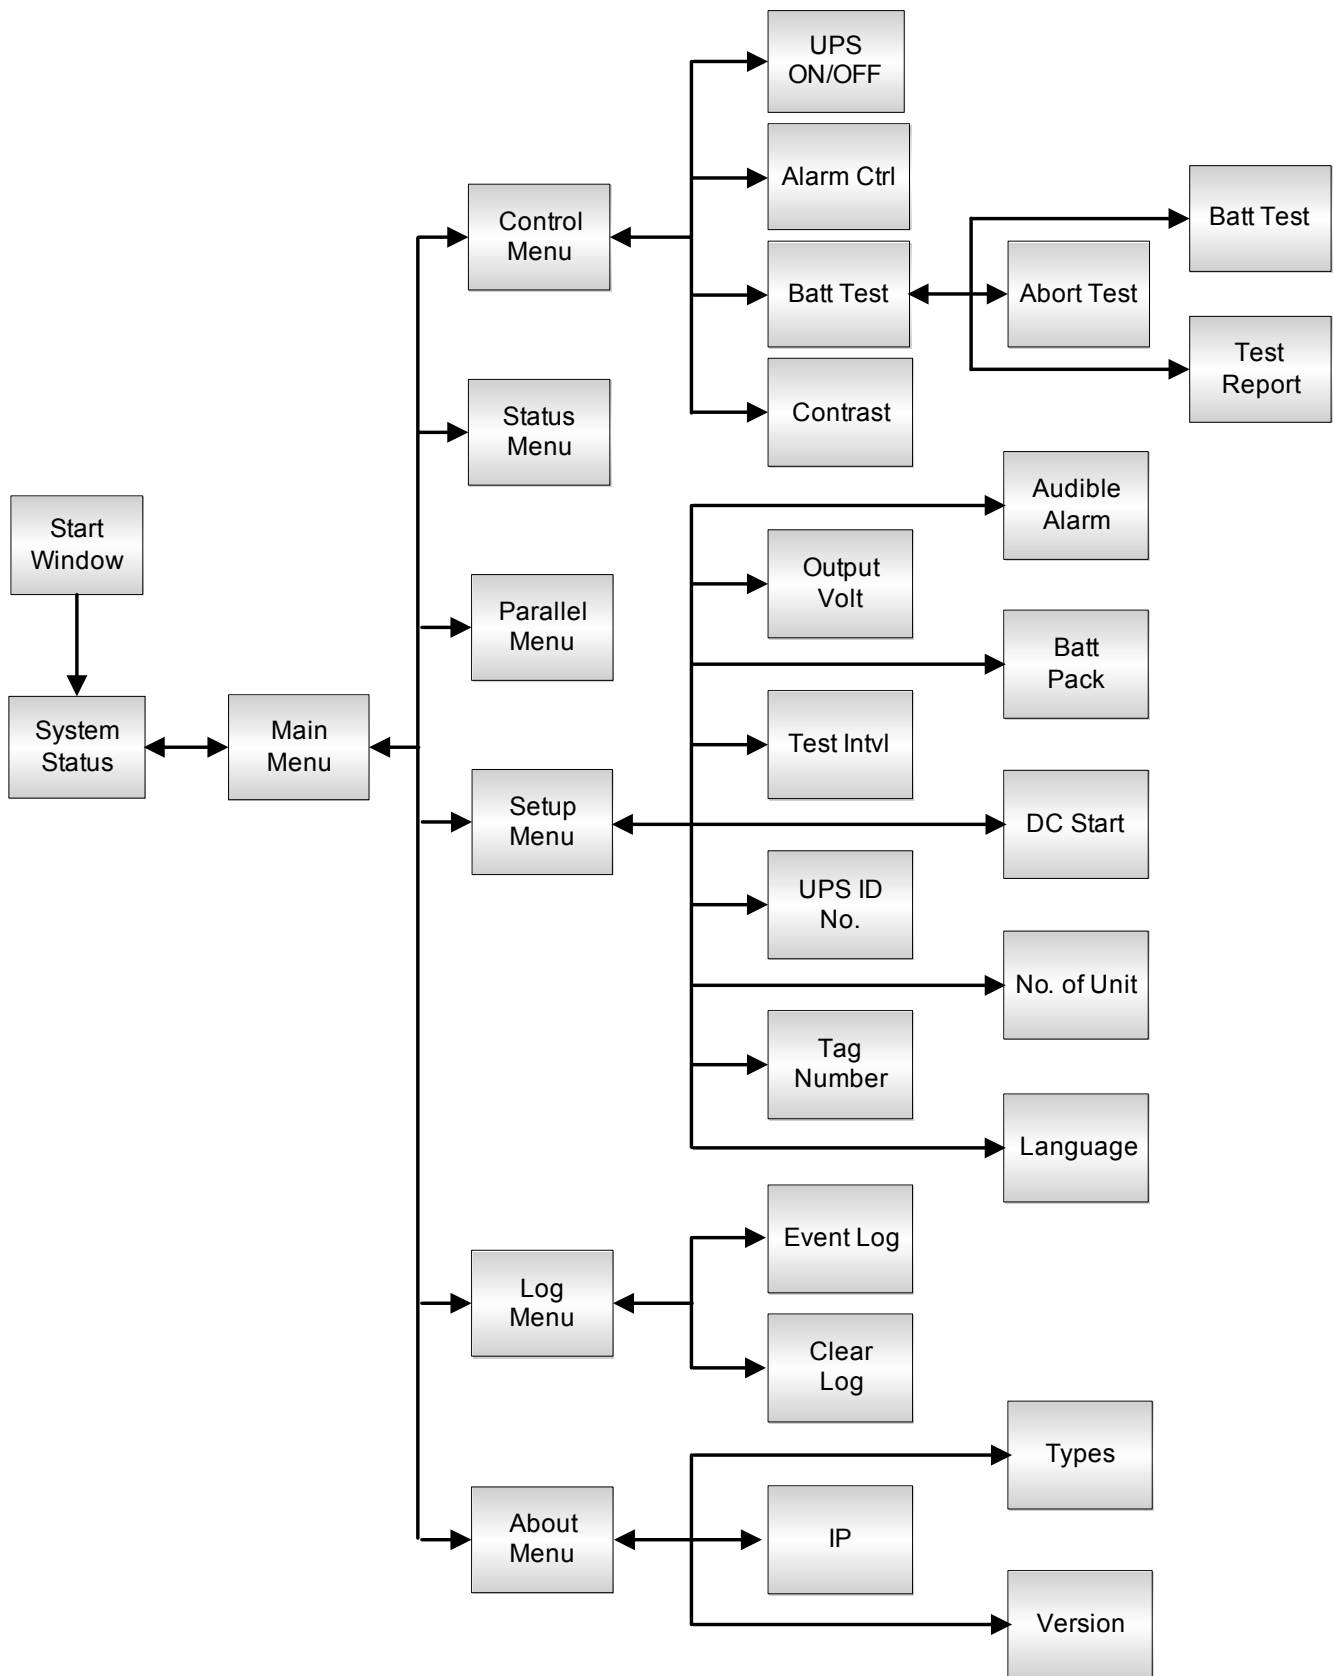 Start
Window
System
Status
Main
Menu
Control
Menu
UPS
ON/OFF
Alarm Ctrl
Batt Test
Batt Test
Abort Test
Test
Report
Contrast
Status
Menu
Parallel
Menu
Setup
Menu
Audible
Alarm
Output
Volt
Batt
Pack
Test Intvl
DC Start
UPS ID
No.
No. of Unit
Tag
Number
Language
Log
Menu
Event Log
Clear
Log
About
Menu
Types
IP
Version